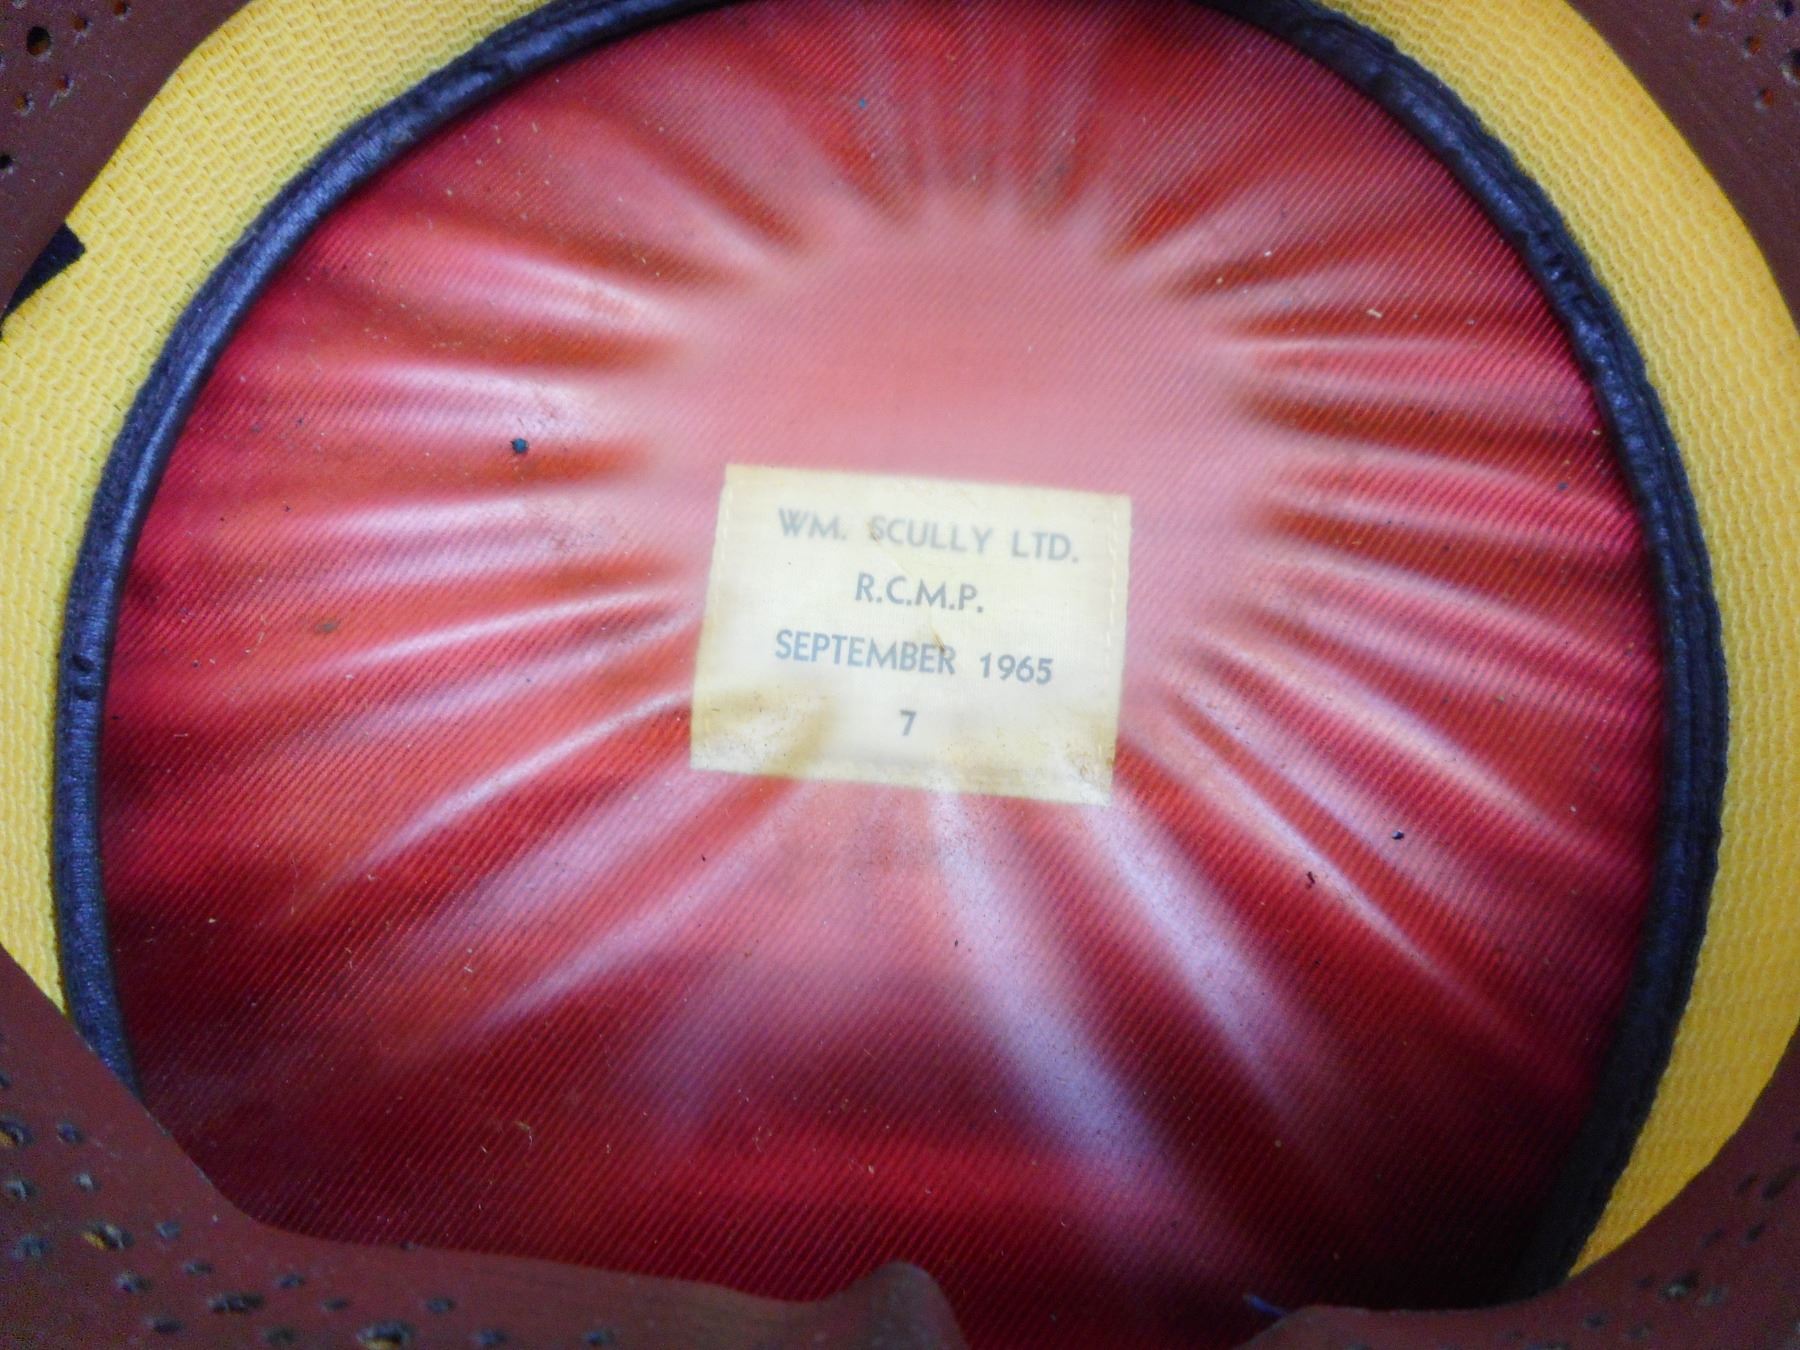 WM. SCULLY LTD.
R.C.M.P.
SEPTEMBER 1965
7